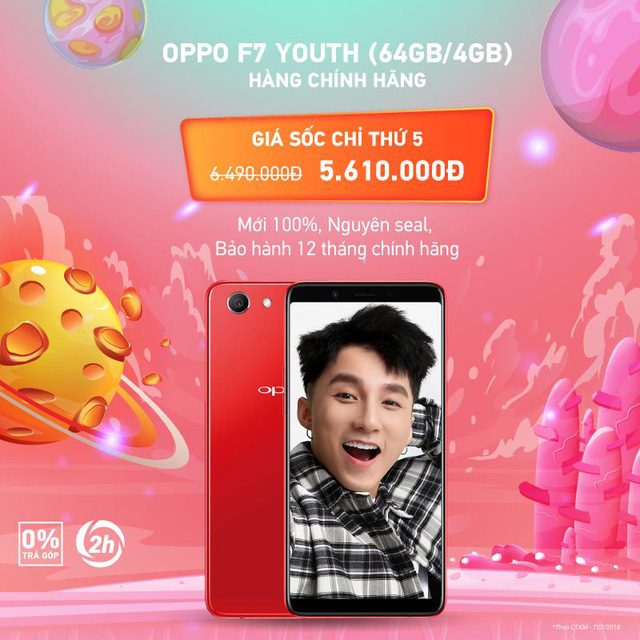 OPPO F7 YOUTH (64GB/4GB)
HÀNG CHÍNH HÃNG
GIÁ SỐC CHỈ THỨ 5
6.490.000Đ 5.610.000Đ
Mới 100%, Nguyên seal,
Bảo hành 12 tháng chính hãng
op
0%
TRẢ GÓP
2h